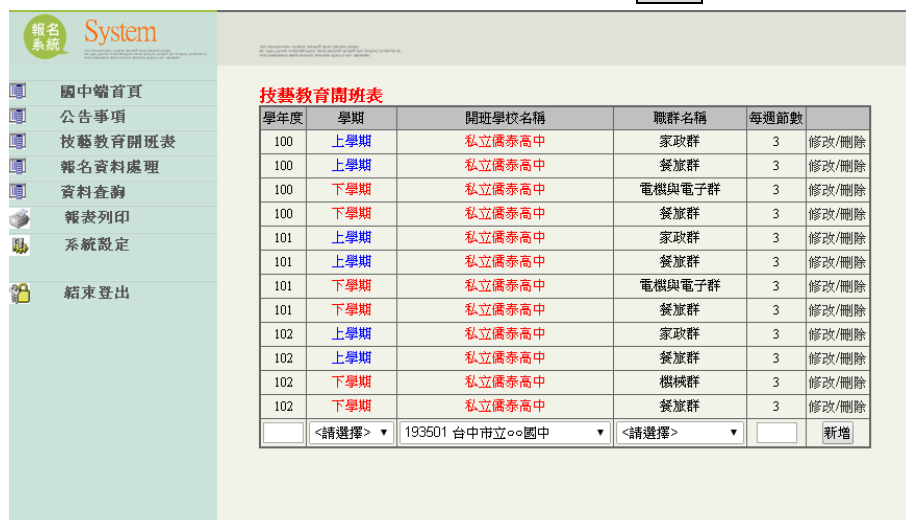 報名
系統
System
國中端首頁
公告事項
技藝教育開班表
報名資料處理
資料查詢
報表列印
系統設定
結束登出
技藝教育開班表
學年度 學期 開班學校名稱 職群名稱 每週節數
100 上學期 私立僑泰高中 家政群 3 修改/刪除
100 上學期 私立僑泰高中 餐旅群 3 修改/刪除
100 下學期 私立僑泰高中 電機與電子群 3 修改/刪除
100 下學期 私立僑泰高中 餐旅群 3 修改/刪除
101 上學期 私立僑泰高中 家政群 3 修改/刪除
101 上學期 私立僑泰高中 餐旅群 3 修改/刪除
101 下學期 私立僑泰高中 電機與電子群 3 修改/刪除
101 下學期 私立僑泰高中 餐旅群 3 修改/刪除
102 上學期 私立僑泰高中 家政群 3 修改/刪除
102 上學期 私立僑泰高中 餐旅群 3 修改/刪除
102 下學期 私立僑泰高中 機械群 3 修改/刪除
102 下學期 私立僑泰高中 餐旅群 3 修改/刪除
<請選擇> 193501 台中市立○○國中 <請選擇> 新增